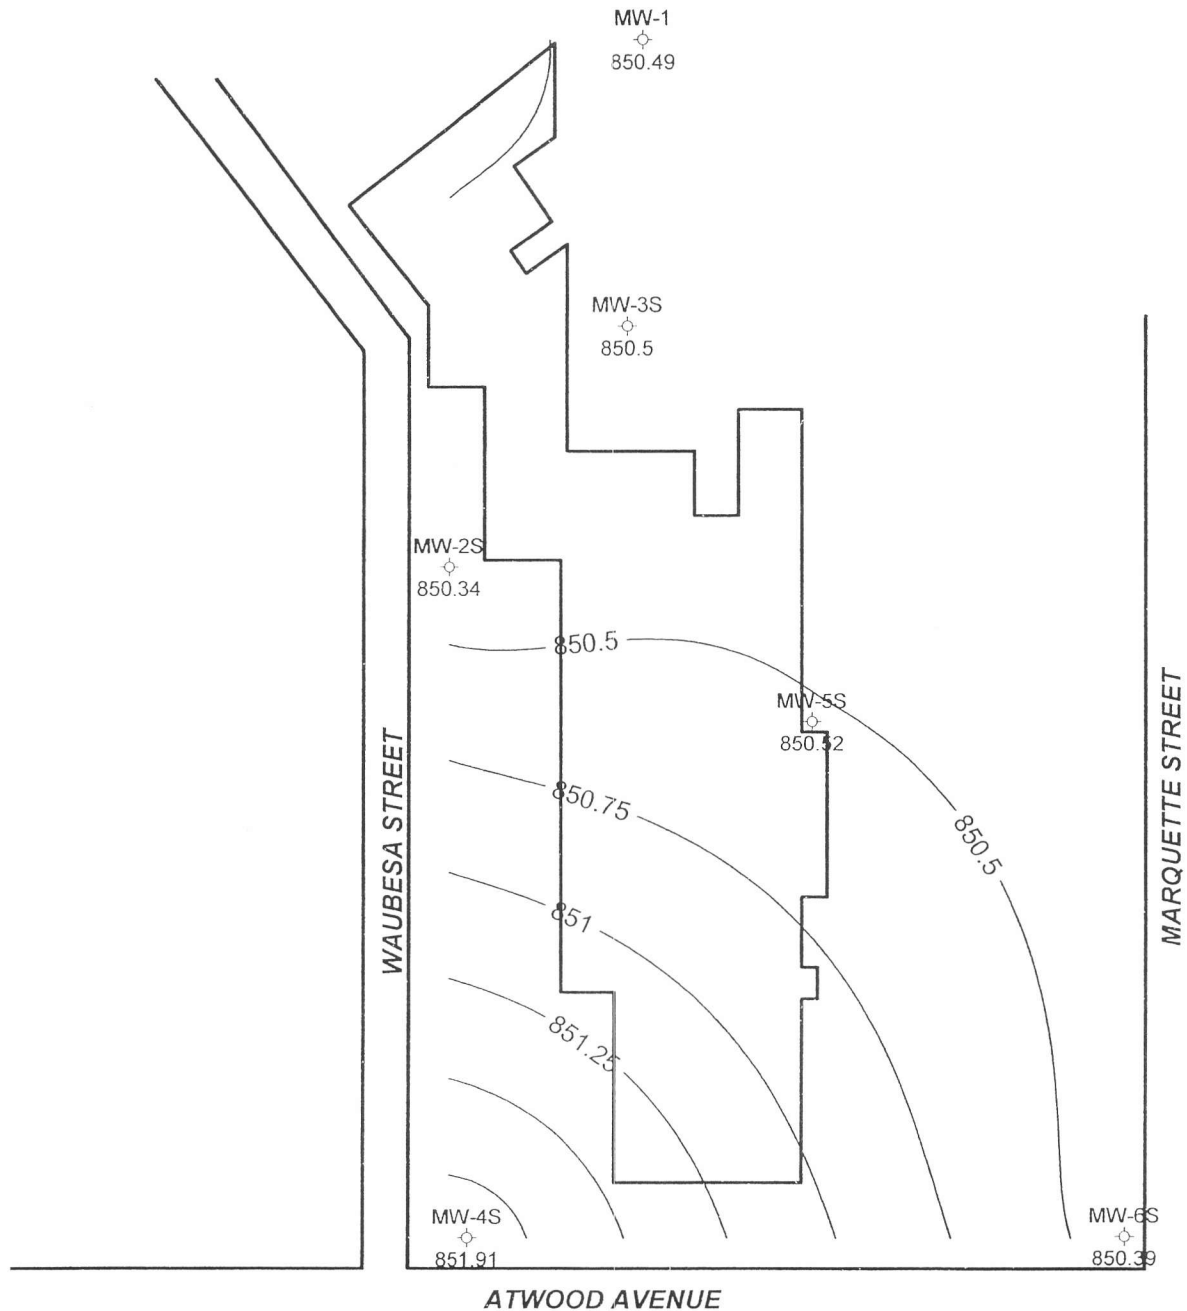 MW-1
850.49
MW-3S
850.5
MW-2S
850.34
850.5
MW-5S
850.52
850.75
850.5
851
851.25
WAUBESA STREET
MARQUETTE STREET
MW-4S
851.91
MW-6S
850.39
ATWOOD AVENUE